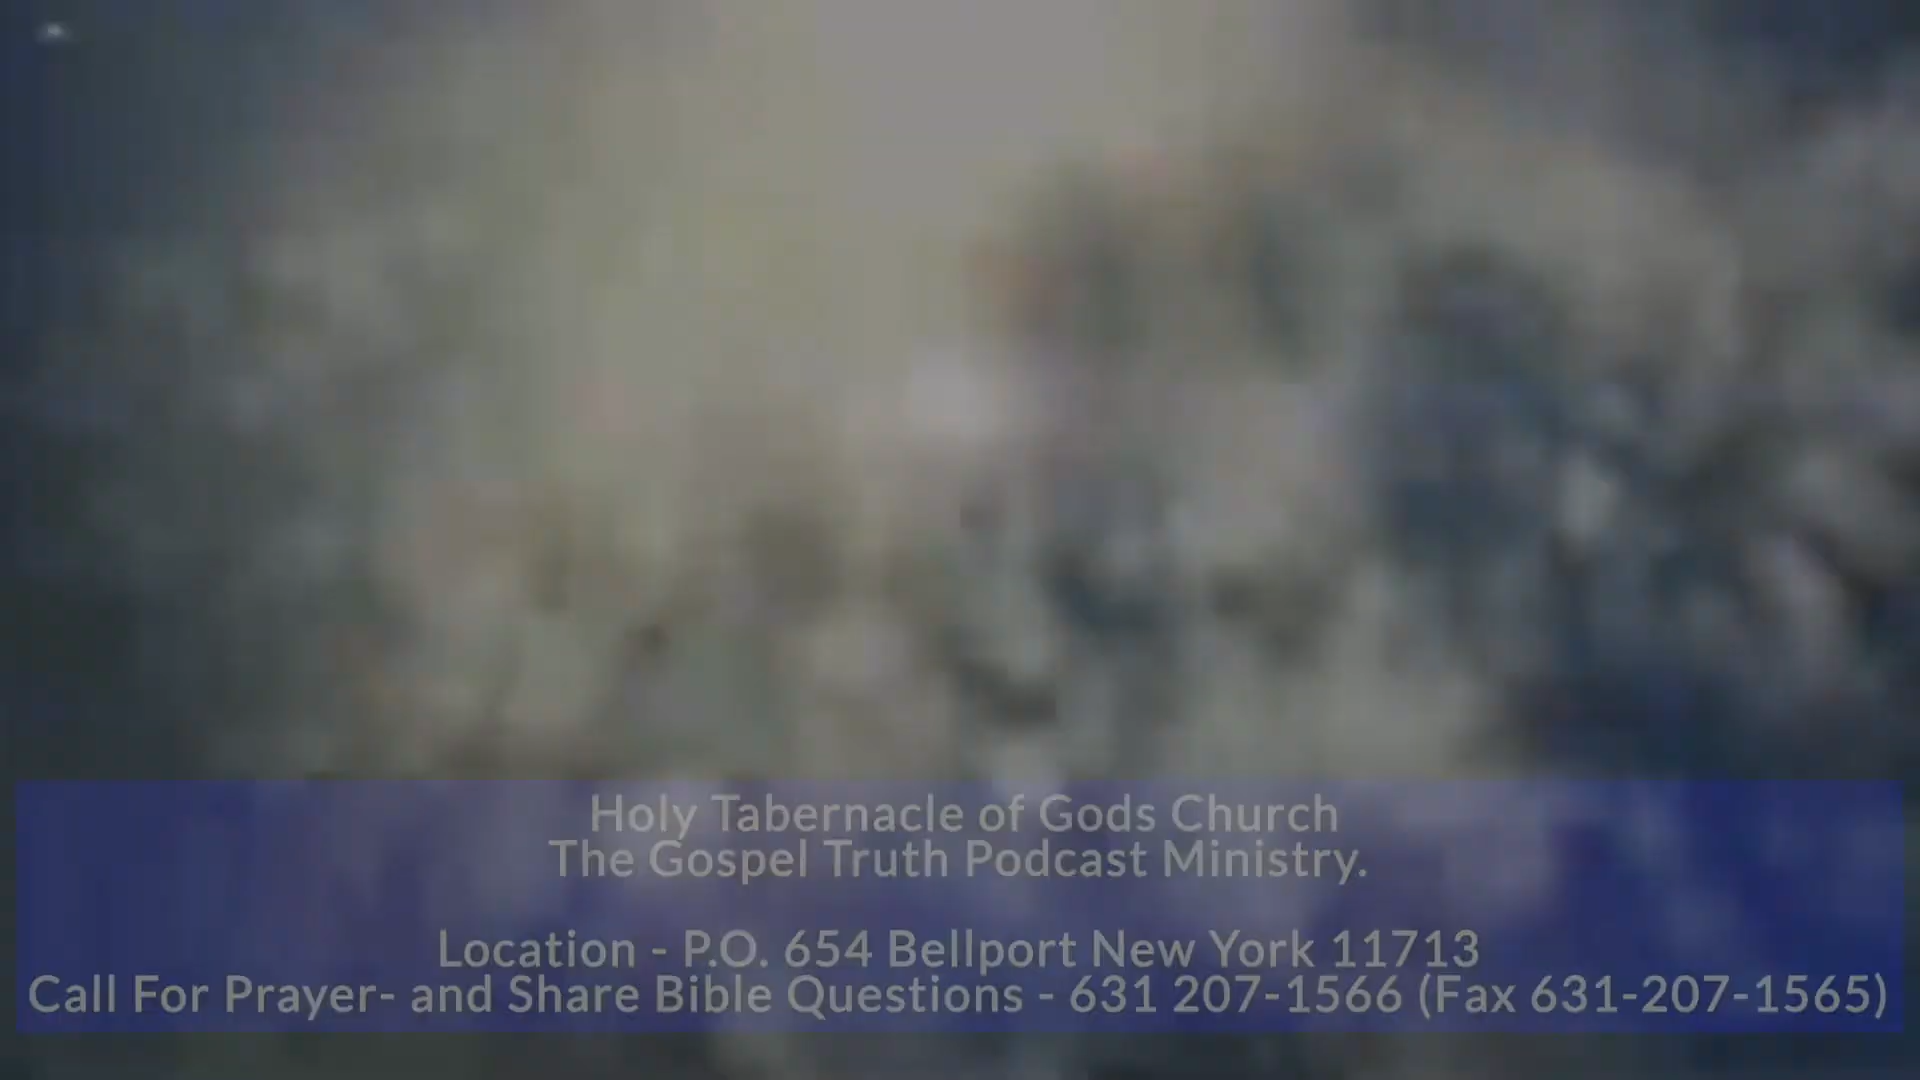 Holy Tabernacle of Gods Church
The Gospel Truth Podcast Ministry.
Location - P.O. 654 Bellport New York 11713
Call For Prayer- and Share Bible Questions - 631 207-1566 (Fax 631-207-1565)